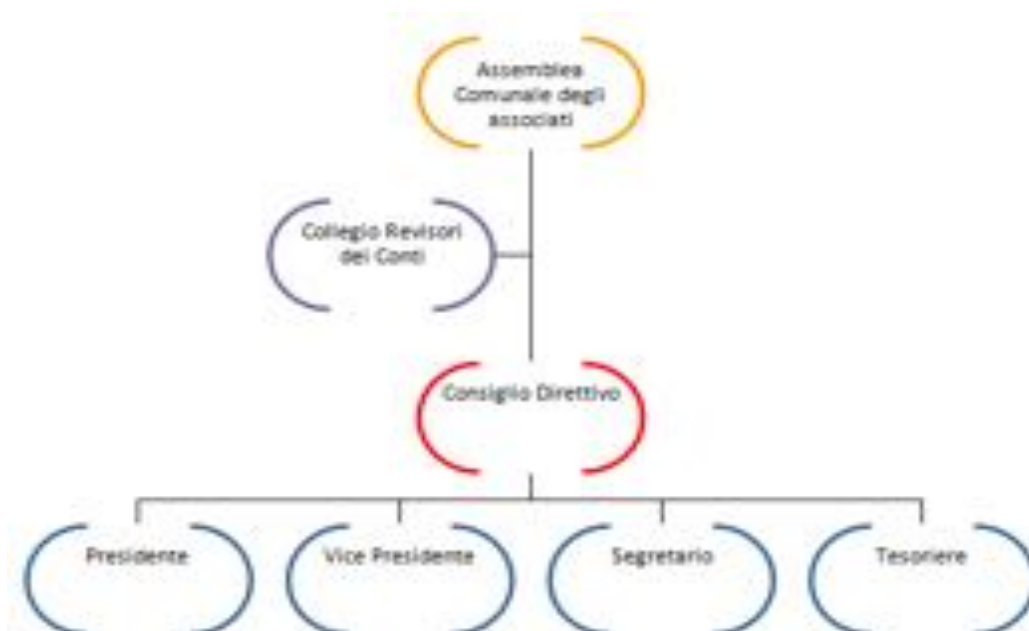 Assemblea
Comunale degli
associati
Collegio Revisori
dei Conti
Consiglio Direttivo
Presidente
Vice Presidente
Segretario
Tesoriere